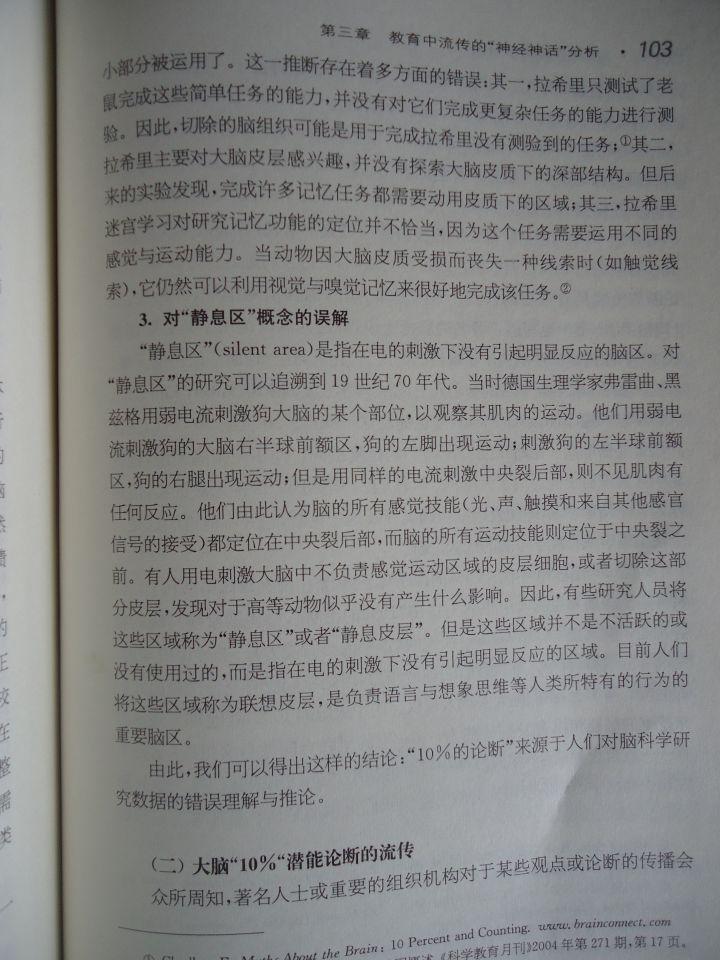 第三章 教育中流传的“神经神话”分析 · 103
小部分被运用了。这一推断存在着多方面的错误:其一,拉希里只测试了老
鼠完成这些简单任务的能力,并没有对它们完成更复杂任务的能力进行测
验。因此,切除的脑组织可能是用于完成拉希里没有测验到的任务;①其二,
拉希里主要对大脑皮层感兴趣,并没有探索大脑皮质下的深部结构。但后
来的实验发现,完成许多记忆任务都需要动用皮质下的区域;其三,拉希里
迷宫学习对研究记忆功能的定位并不恰当,因为这个任务需要运用不同的
感觉与运动能力。当动物因大脑皮质受损而丧失一种线索时(如触觉线
索),它仍然可以利用视觉与嗅觉记忆来很好地完成该任务。②
3. 对“静息区”概念的误解
“静息区”(silent area)是指在电的刺激下没有引起明显反应的脑区。对
“静息区”的研究可以追溯到 19 世纪 70 年代。当时德国生理学家弗雷曲、黑
兹格用弱电流刺激狗大脑的某个部位,以观察其肌肉的运动。他们用弱电
流刺激狗的大脑右半球前额区,狗的左脚出现运动;刺激狗的左半球前额
区,狗的右腿出现运动;但是用同样的电流刺激中央裂后部,则不见肌肉有
任何反应。他们由此认为脑的所有感觉技能(光、声、触摸和来自其他感官
信号的接受)都定位在中央裂后部,而脑的所有运动技能则定位于中央裂之
前。有人用电刺激大脑中不负责感觉运动区域的皮层细胞,或者切除这部
分皮层,发现对于高等动物似乎没有产生什么影响。因此,有些研究人员将
这些区域称为“静息区”或者“静息皮层”。但是这些区域并不是不活跃的或
没有使用过的,而是指在电的刺激下没有引起明显反应的区域。目前人们
将这些区域称为联想皮层,是负责语言与想象思维等人类所特有的行为的
重要脑区。
由此,我们可以得出这样的结论:“10%的论断”来源于人们对脑科学研
究数据的错误理解与推论。
(二) 大脑“10%“潜能论断的流传
众所周知,著名人士或重要的组织机构对于某些观点或论断的传播会
About the Brain: 10 Percent and Counting. www.brainconnect.com
《科学教育月刊》2004 年第 271 期,第 17 页。